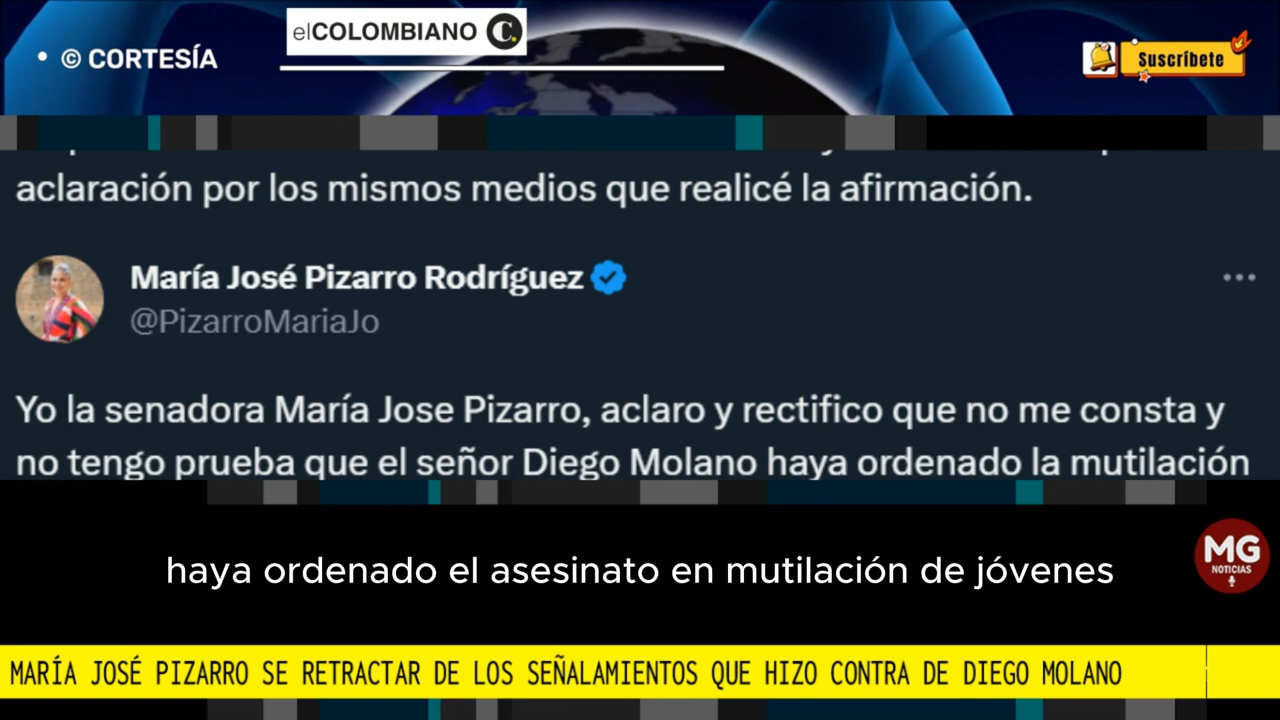 elCOLOMBIANO C.
• © CORTESÍA
Suscríbete
aclaración por los mismos medios que realicé la afirmación.
María José Pizarro Rodríguez
@PizarroMariaJo
Yo la senadora María Jose Pizarro, aclaro y rectifico que no me consta y
no tengo prueba que el señor Diego Molano haya ordenado la mutilación
haya ordenado el asesinato en mutilación de jóvenes
MG
NOTICIAS
MARÍA JOSÉ PIZARRO SE RETRACTAR DE LOS SEÑALAMIENTOS QUE HIZO CONTRA DE DIEGO MOLANO